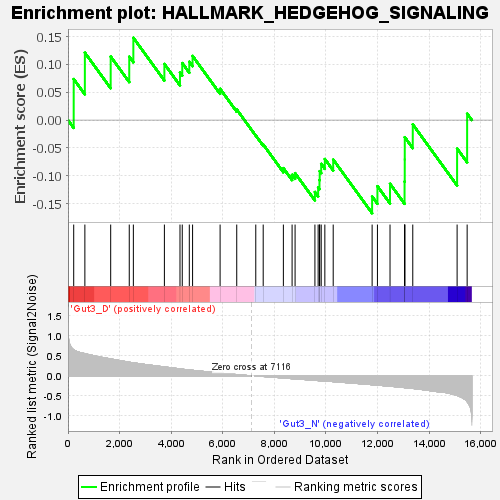 Enrichment plot: HALLMARK_HEDGEHOG_SIGNALING
Enrichment score (ES)
0.15
0.10
0.05
0.00
-0.05
-0.10
-0.15
'Gut3_D' (positively correlated)
Ranked list metric (Signal2Noise)
1.5
1.0
0.5
0.0
-0.5
-1.0
Zero cross at 7116
'Gut3_N' (negatively correlated)
0
2,000
4,000
6,000
8,000
10,000
12,000
14,000
16,000
Rank in Ordered Dataset
Enrichment profile
Hits
Ranking metric scores